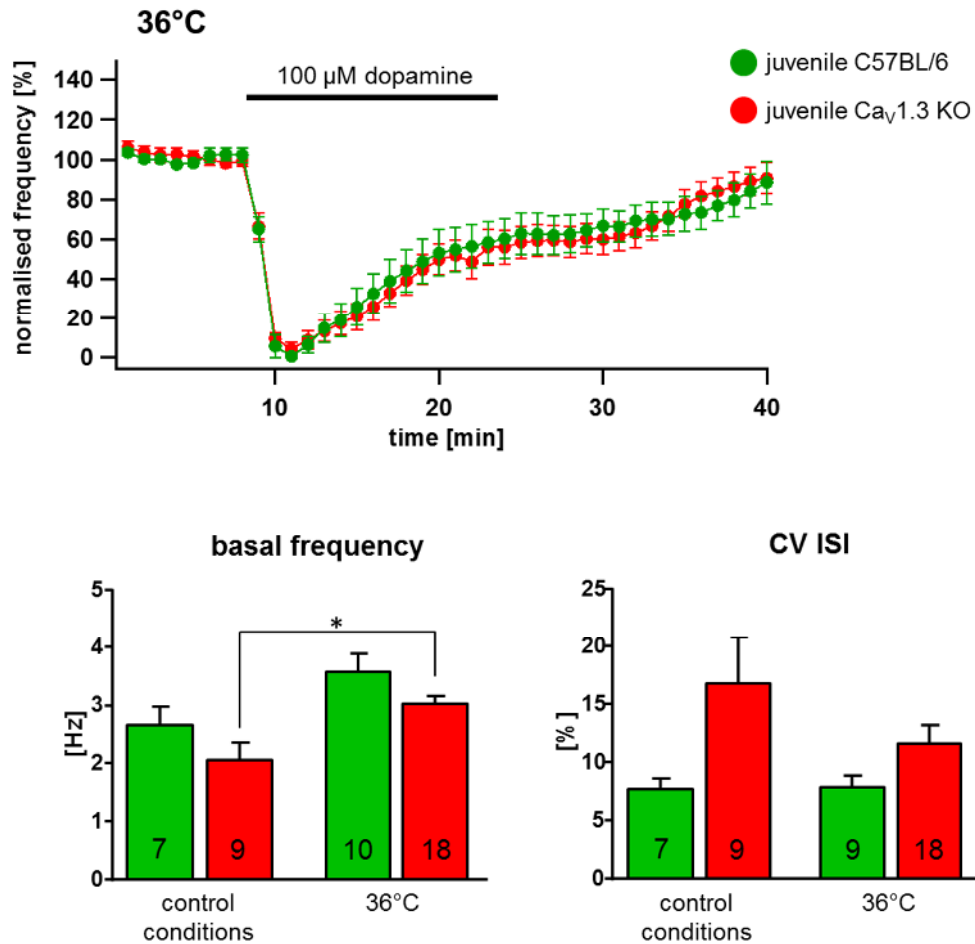 36°C
juvenile C57BL/6
juvenile CaV1.3 KO
100 µM dopamine
normalised frequency [%]
140
120
100
80
60
40
20
0
10
20
30
40
time [min]
basal frequency
[Hz]
5
4
3
2
1
0
*
7
9
10
18
control
conditions
36°C
CV ISI
[% ]
25
20
15
10
5
0
7
9
9
18
control
conditions
36°C